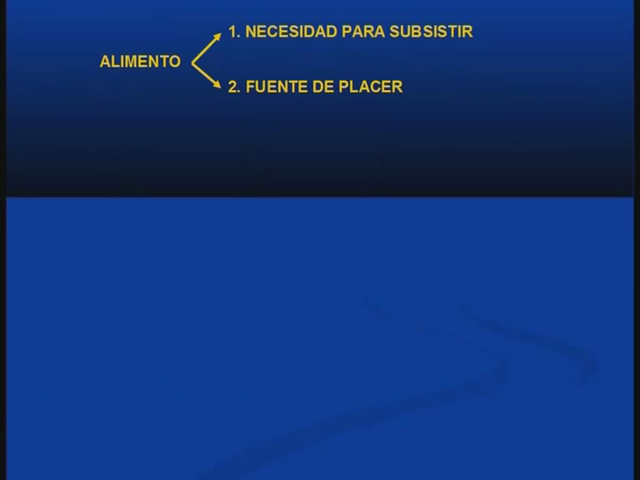 1. NECESIDAD PARA SUBSISTIR
ALIMENTO
2. FUENTE DE PLACER